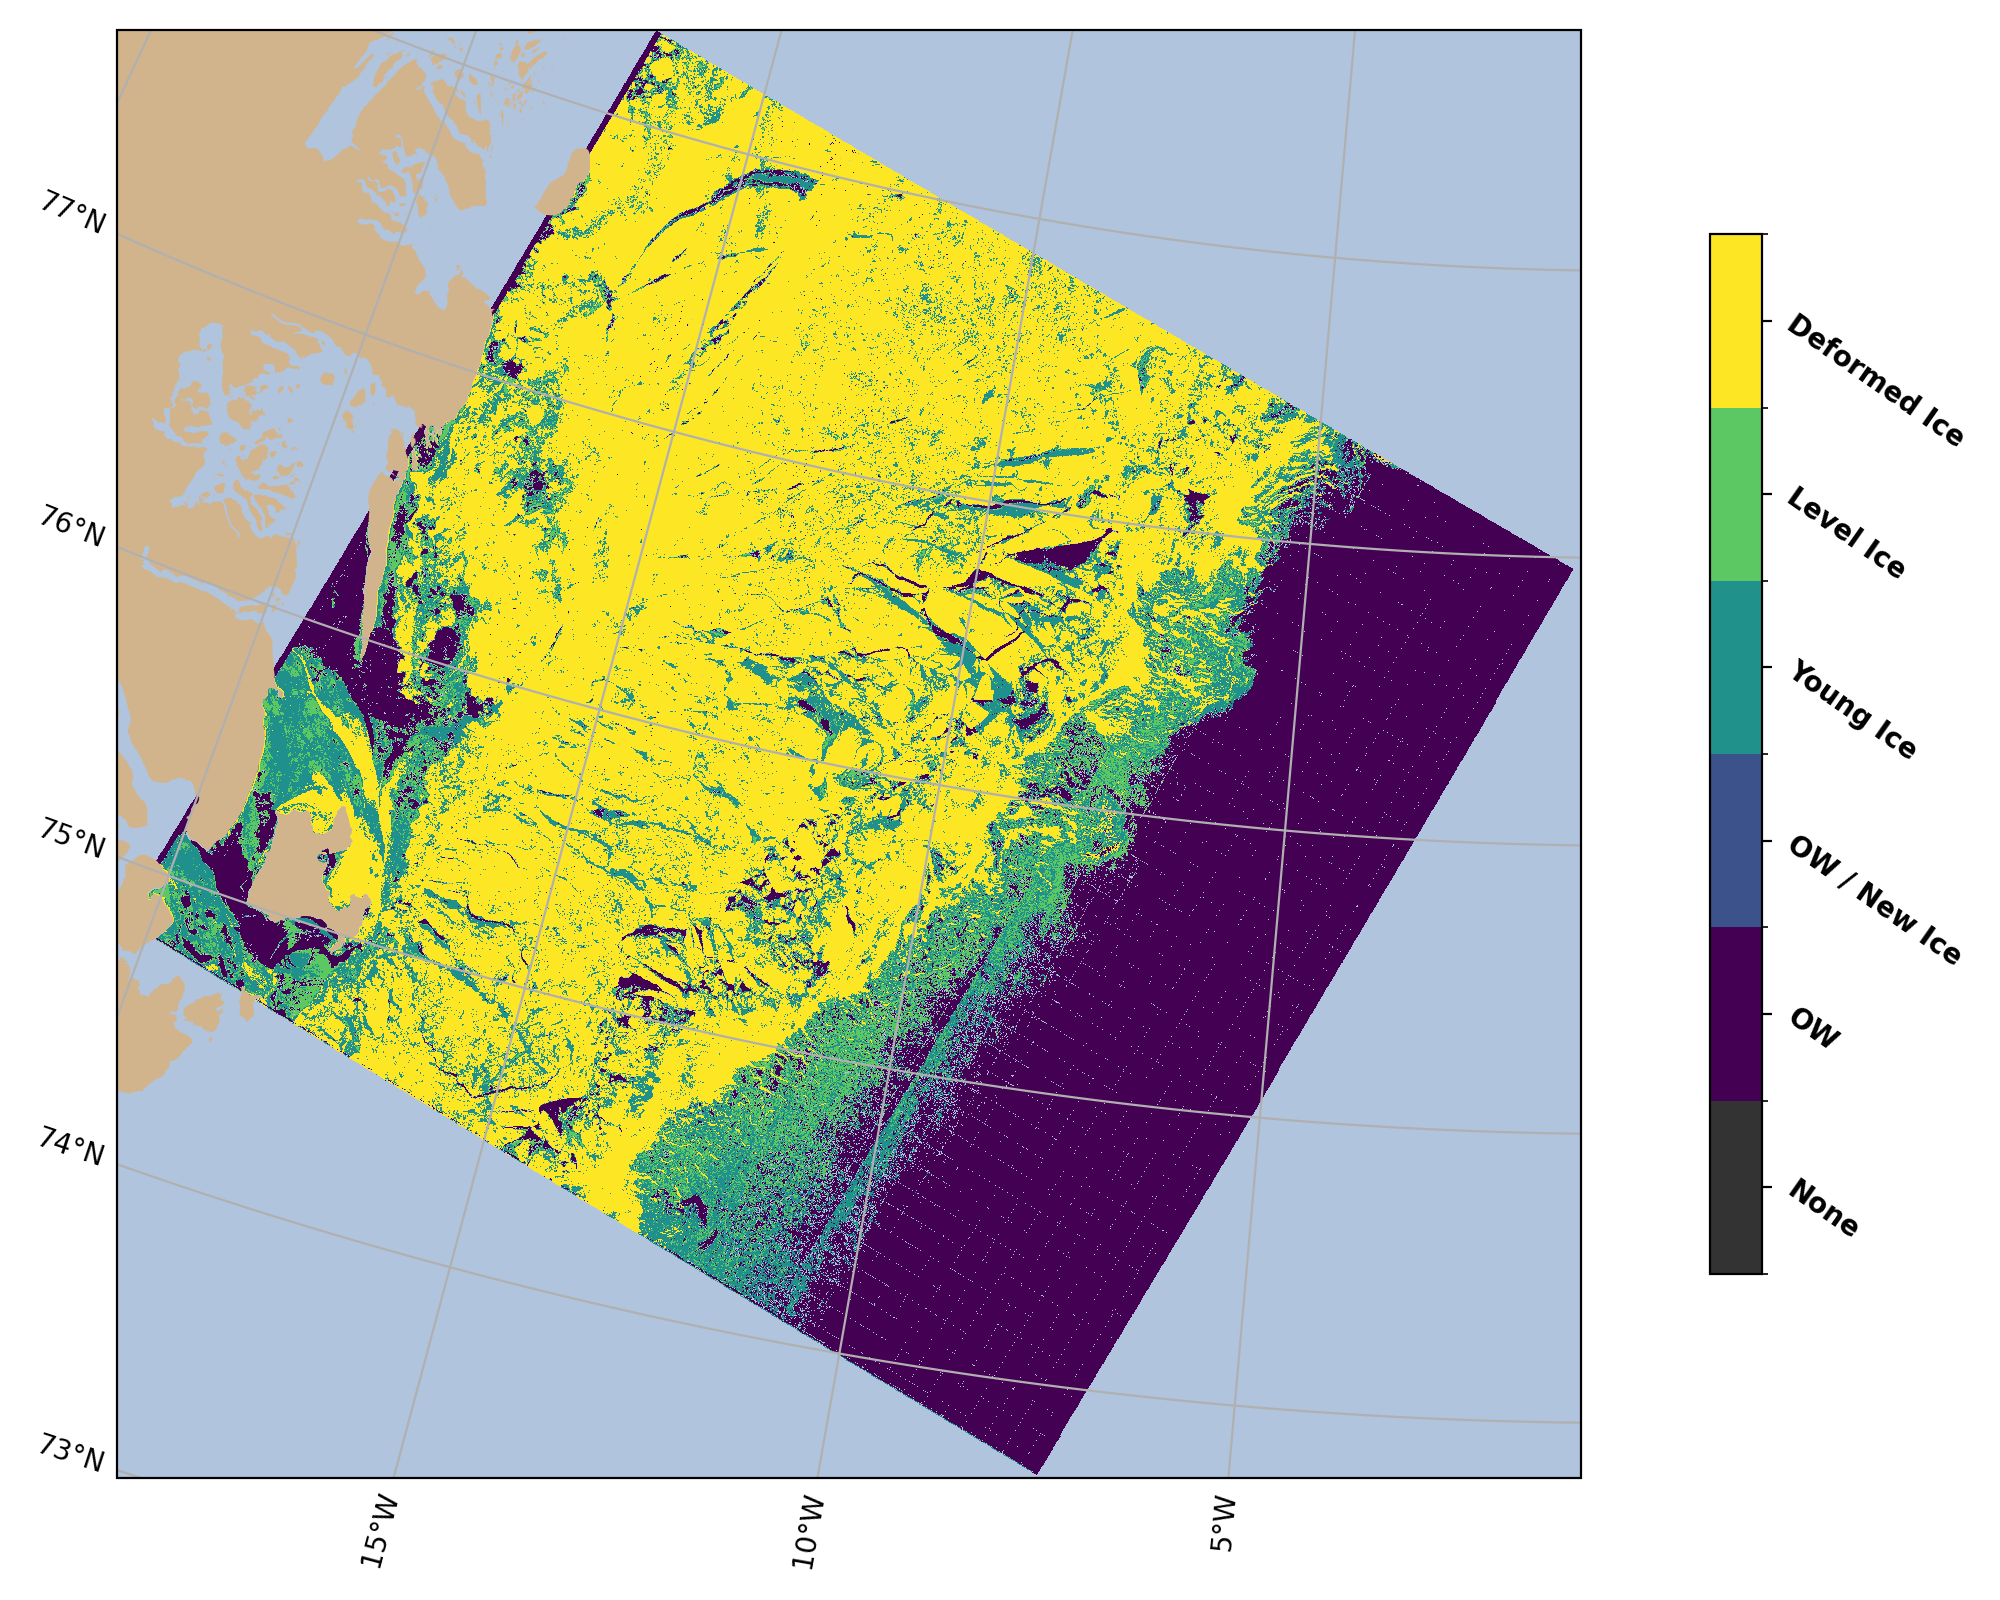 77°N
76°N
75°N
74°N
73°N
15°W
10°W
5°W
Deformed Ice
Level Ice
Young Ice
OW / New Ice
OW
None